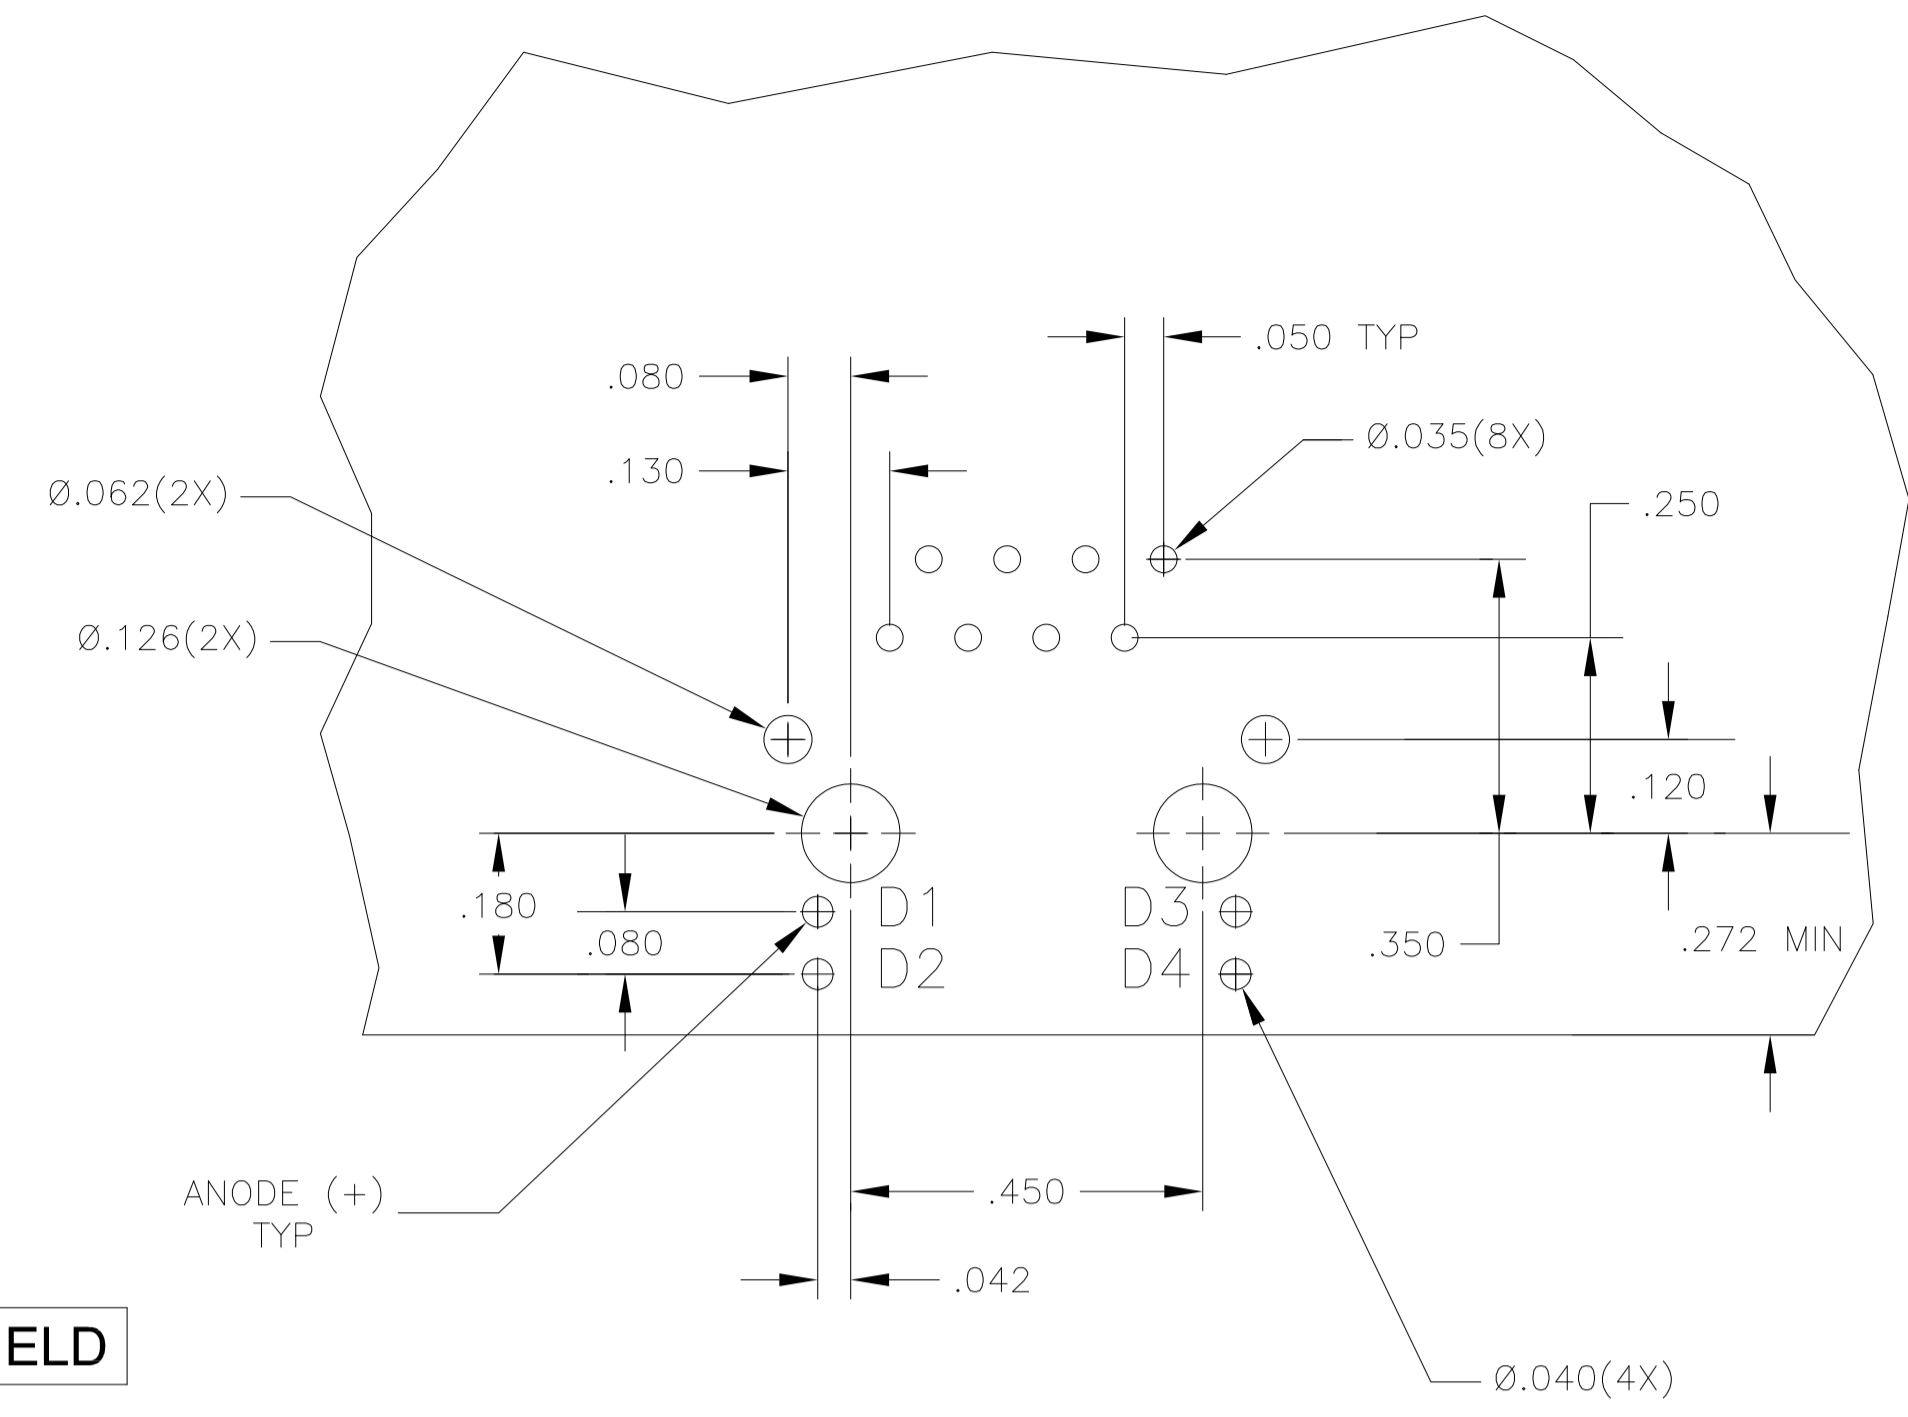 .050 TYP
.080
Ø.035(8X)
.130
Ø.062(2X)
.250
Ø.126(2X)
.120
.180
D1
D3
.080
.350
.272 MIN
D2
D4
ANODE (+)
TYP
.450
.042
ELD
Ø.040(4X)